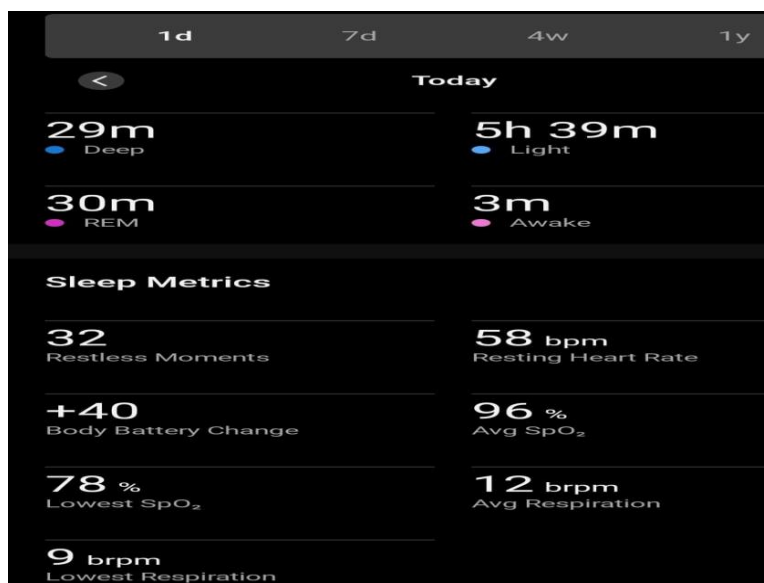 1d 7d 4w 1y
Today
29m 5h 39m
Deep Light
30m 3m
REM Awake
Sleep Metrics
32 58 bpm
Restless Moments Resting Heart Rate
+40 96 %
Body Battery Change Avg SpO₂
78 % 12 brpm
Lowest SpO₂ Avg Respiration
9 brpm
Lowest Respiration